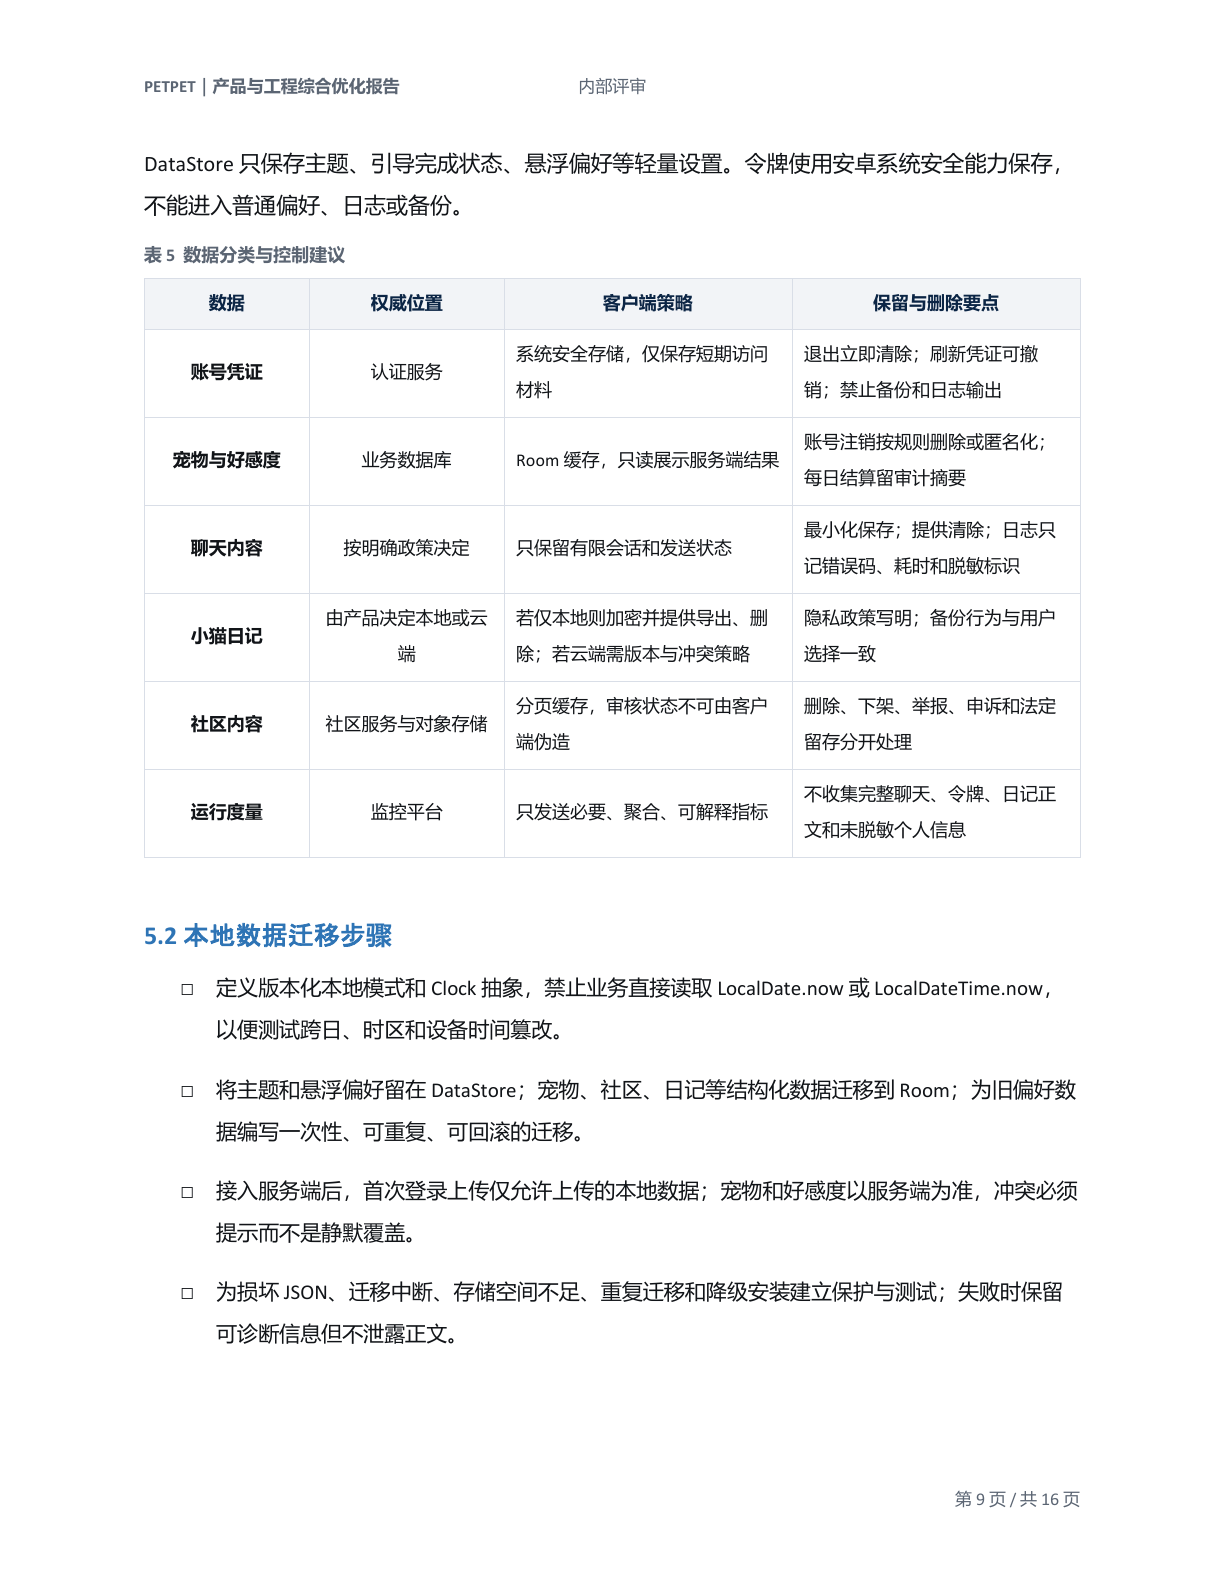 PETPET｜产品与工程综合优化报告 内部评审
DataStore 只保存主题、引导完成状态、悬浮偏好等轻量设置。令牌使用安卓系统安全能力保存，
不能进入普通偏好、日志或备份。
表 5 数据分类与控制建议
数据 权威位置 客户端策略 保留与删除要点
账号凭证 认证服务 系统安全存储，仅保存短期访问
材料 退出立即清除；刷新凭证可撤
销；禁止备份和日志输出
宠物与好感度 业务数据库 Room 缓存，只读展示服务端结果 账号注销按规则删除或匿名化；
每日结算留审计摘要
聊天内容 按明确政策决定 只保留有限会话和发送状态 最小化保存；提供清除；日志只
记错误码、耗时和脱敏标识
小猫日记 由产品决定本地或云
端 若仅本地则加密并提供导出、删
除；若云端需版本与冲突策略 隐私政策写明；备份行为与用户
选择一致
社区内容 社区服务与对象存储 分页缓存，审核状态不可由客户
端伪造 删除、下架、举报、申诉和法定
留存分开处理
运行度量 监控平台 只发送必要、聚合、可解释指标 不收集完整聊天、令牌、日记正
文和未脱敏个人信息
5.2 本地数据迁移步骤
□ 定义版本化本地模式和 Clock 抽象，禁止业务直接读取 LocalDate.now 或 LocalDateTime.now，
以便测试跨日、时区和设备时间篡改。
□ 将主题和悬浮偏好留在 DataStore；宠物、社区、日记等结构化数据迁移到 Room；为旧偏好数
据编写一次性、可重复、可回滚的迁移。
□ 接入服务端后，首次登录上传仅允许上传的本地数据；宠物和好感度以服务端为准，冲突必须
提示而不是静默覆盖。
□ 为损坏 JSON、迁移中断、存储空间不足、重复迁移和降级安装建立保护与测试；失败时保留
可诊断信息但不泄露正文。
第 9 页 / 共 16 页